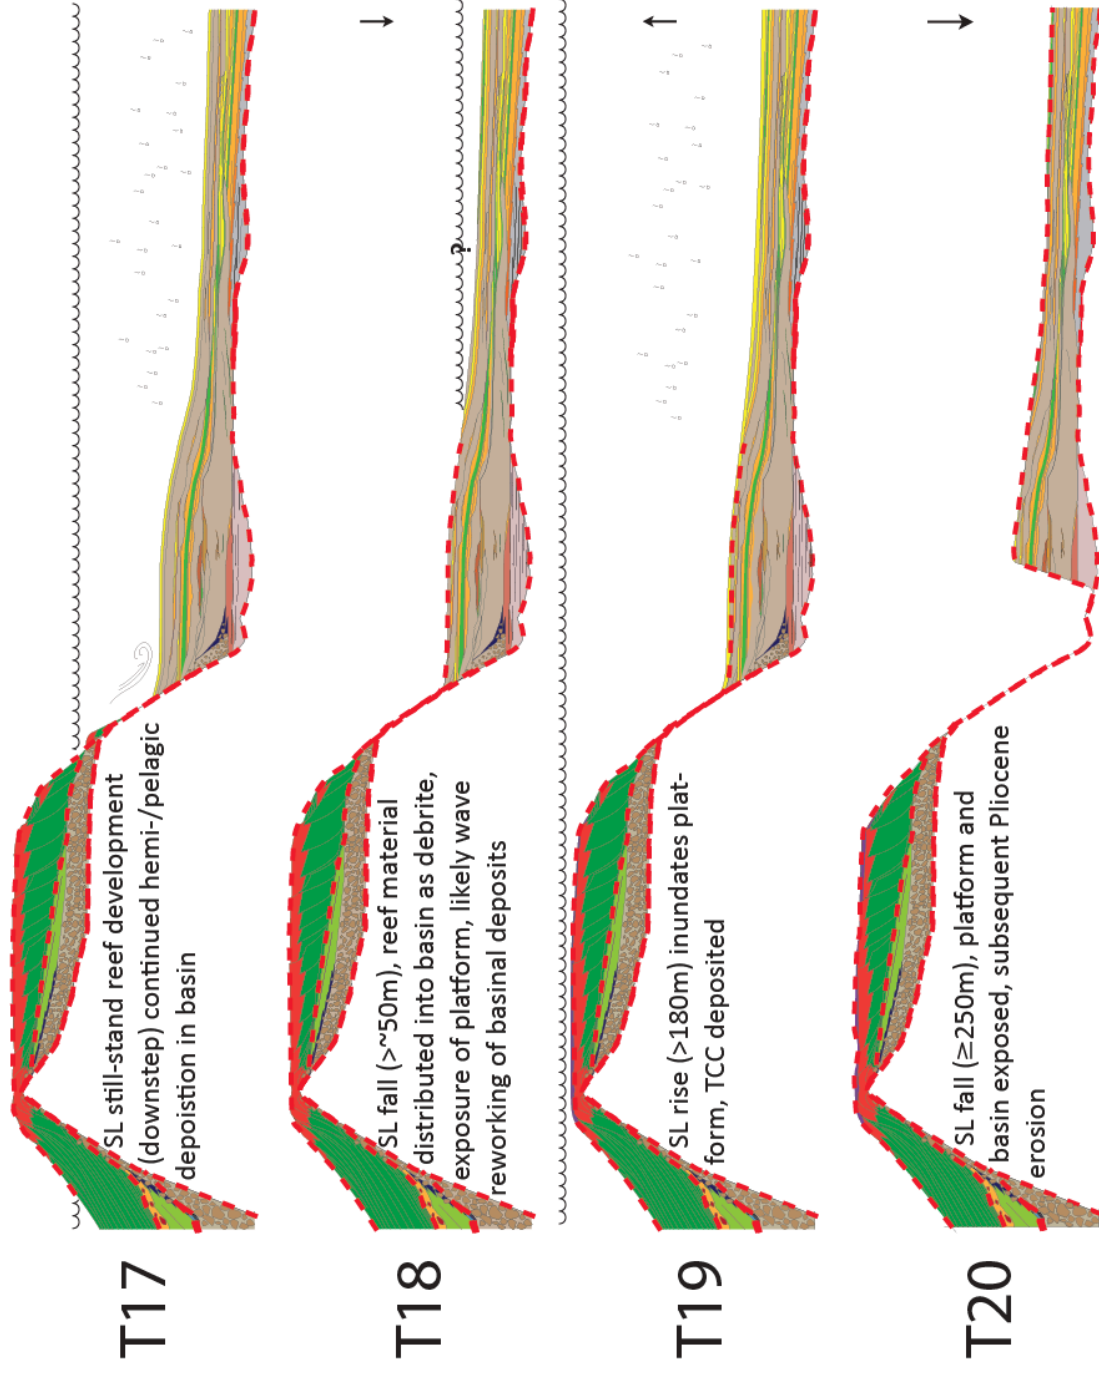 T17
SL still-stand reef development
(downstep) continued hemi-/pelagic
depoistion in basin
T18
SL fall (>~50m), reef material
distributed into basin as debrite,
exposure of platform, likely wave
reworking of basinal deposits
?
T19
SL rise (>180m) inundates plat-
form, TCC deposited
T20
SL fall (≥250m), platform and
basin exposed, subsequent Pliocene
erosion